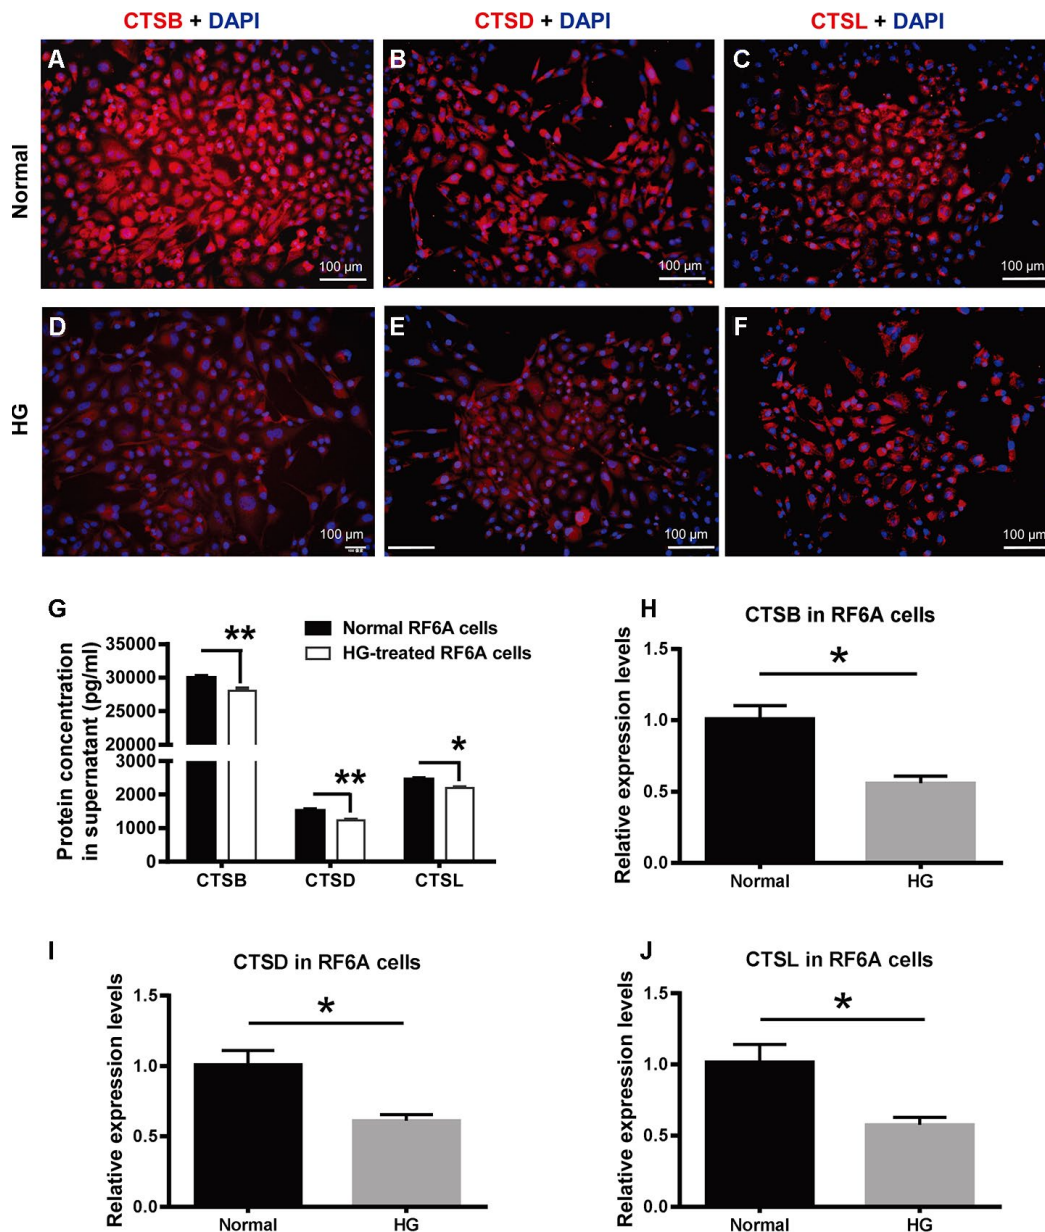 CTSB + DAPI
CTSD + DAPI
CTSL + DAPI
Normal
A
100 µm
B
100 µm
C
100 µm
HG
D
100 µm
E
100 µm
F
100 µm
G
Protein concentration
in supernatant (pg/ml)
35000
30000
25000
20000
3000
2000
1000
0
**
**
*
Normal RF6A cells
HG-treated RF6A cells
CTSB
CTSD
CTSL
H
CTSB in RF6A cells
Relative expression levels
1.5
1.0
0.5
0.0
*
Normal
HG
I
CTSD in RF6A cells
Relative expression levels
1.5
1.0
0.5
0.0
*
Normal
HG
J
CTSL in RF6A cells
Relative expression levels
1.5
1.0
0.5
0.0
*
Normal
HG